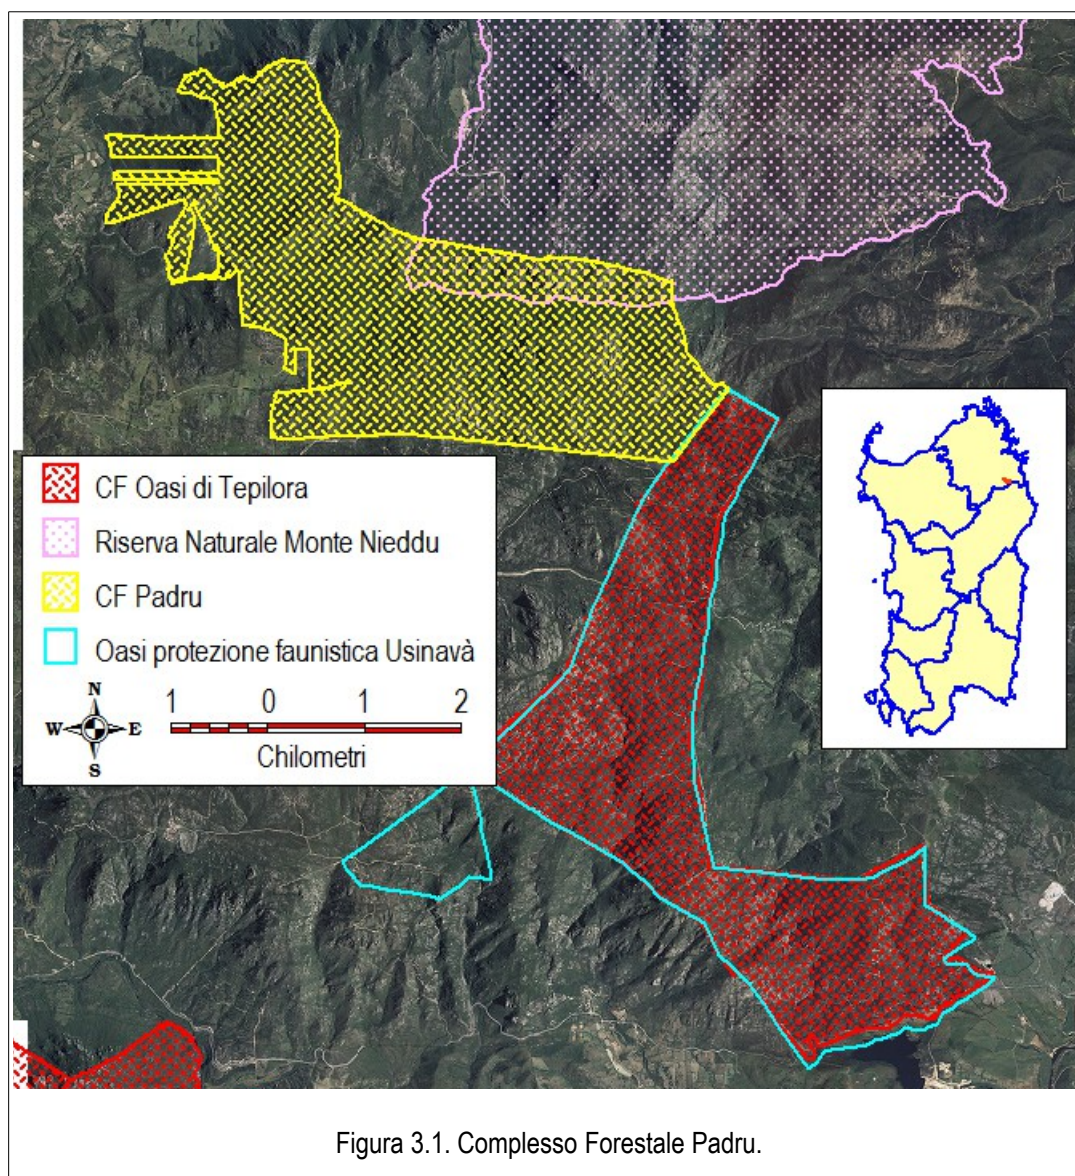 CF Oasi di Tepilora
Riserva Naturale Monte Nieddu
CF Padru
Oasi protezione faunistica Usinavà
N
W E
S
1 0 1 2
Chilometri
Figura 3.1. Complesso Forestale Padru.